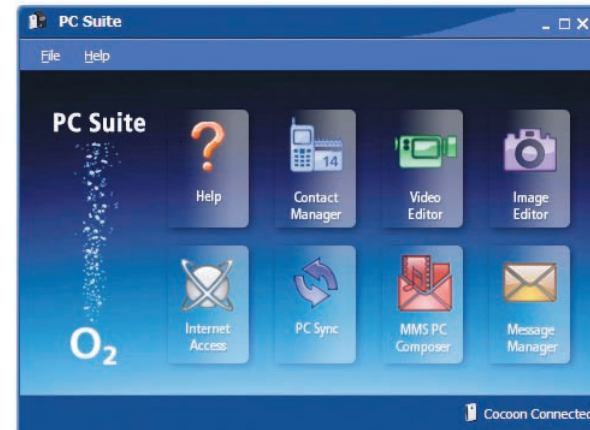 PC Suite
File Help
PC Suite
Help
Contact
Manager
14
Video
Editor
Image
Editor
Internet
Access
PC Sync
MMS PC
Composer
Message
Manager
O₂
Cocoon Connected